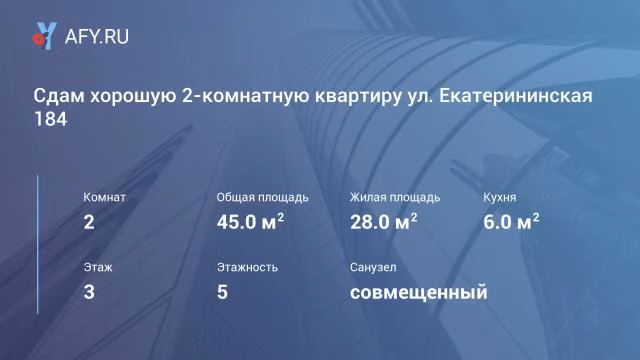 AFY.RU
Сдам хорошую 2-комнатную квартиру ул. Екатерининская
184
Комнат
2
Общая площадь
45.0 м²
Жилая площадь
28.0 м²
Кухня
6.0 м²
Этаж
3
Этажность
5
Санузел
совмещенный